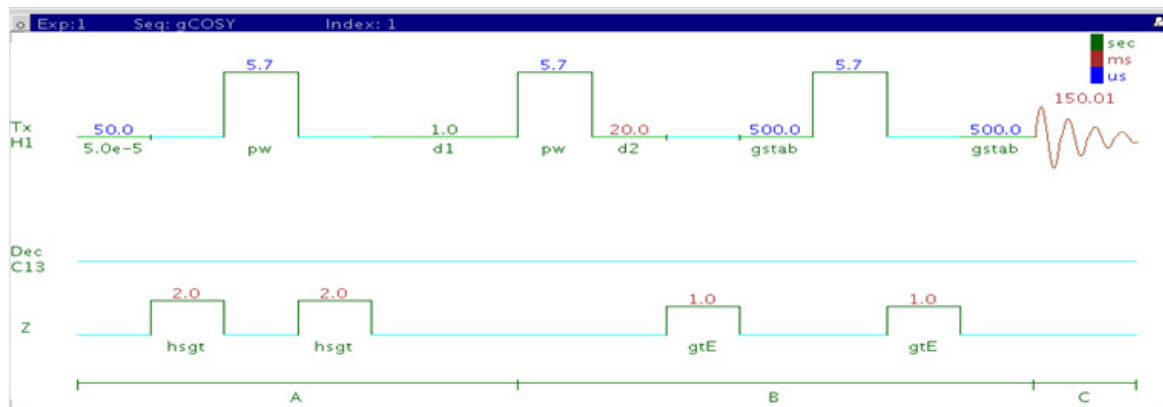 Exp:1 Seq: gCOSY Index: 1
sec
ms
us
5.7 5.7 5.7 150.01
Tx 50.0 1.0 20.0 500.0 500.0
H1 5.0e-5 pw d1 pw d2 gstab gstab
Dec
C13
2.0 2.0 1.0 1.0
Z
hsgt hsgt gtE gtE
A B C